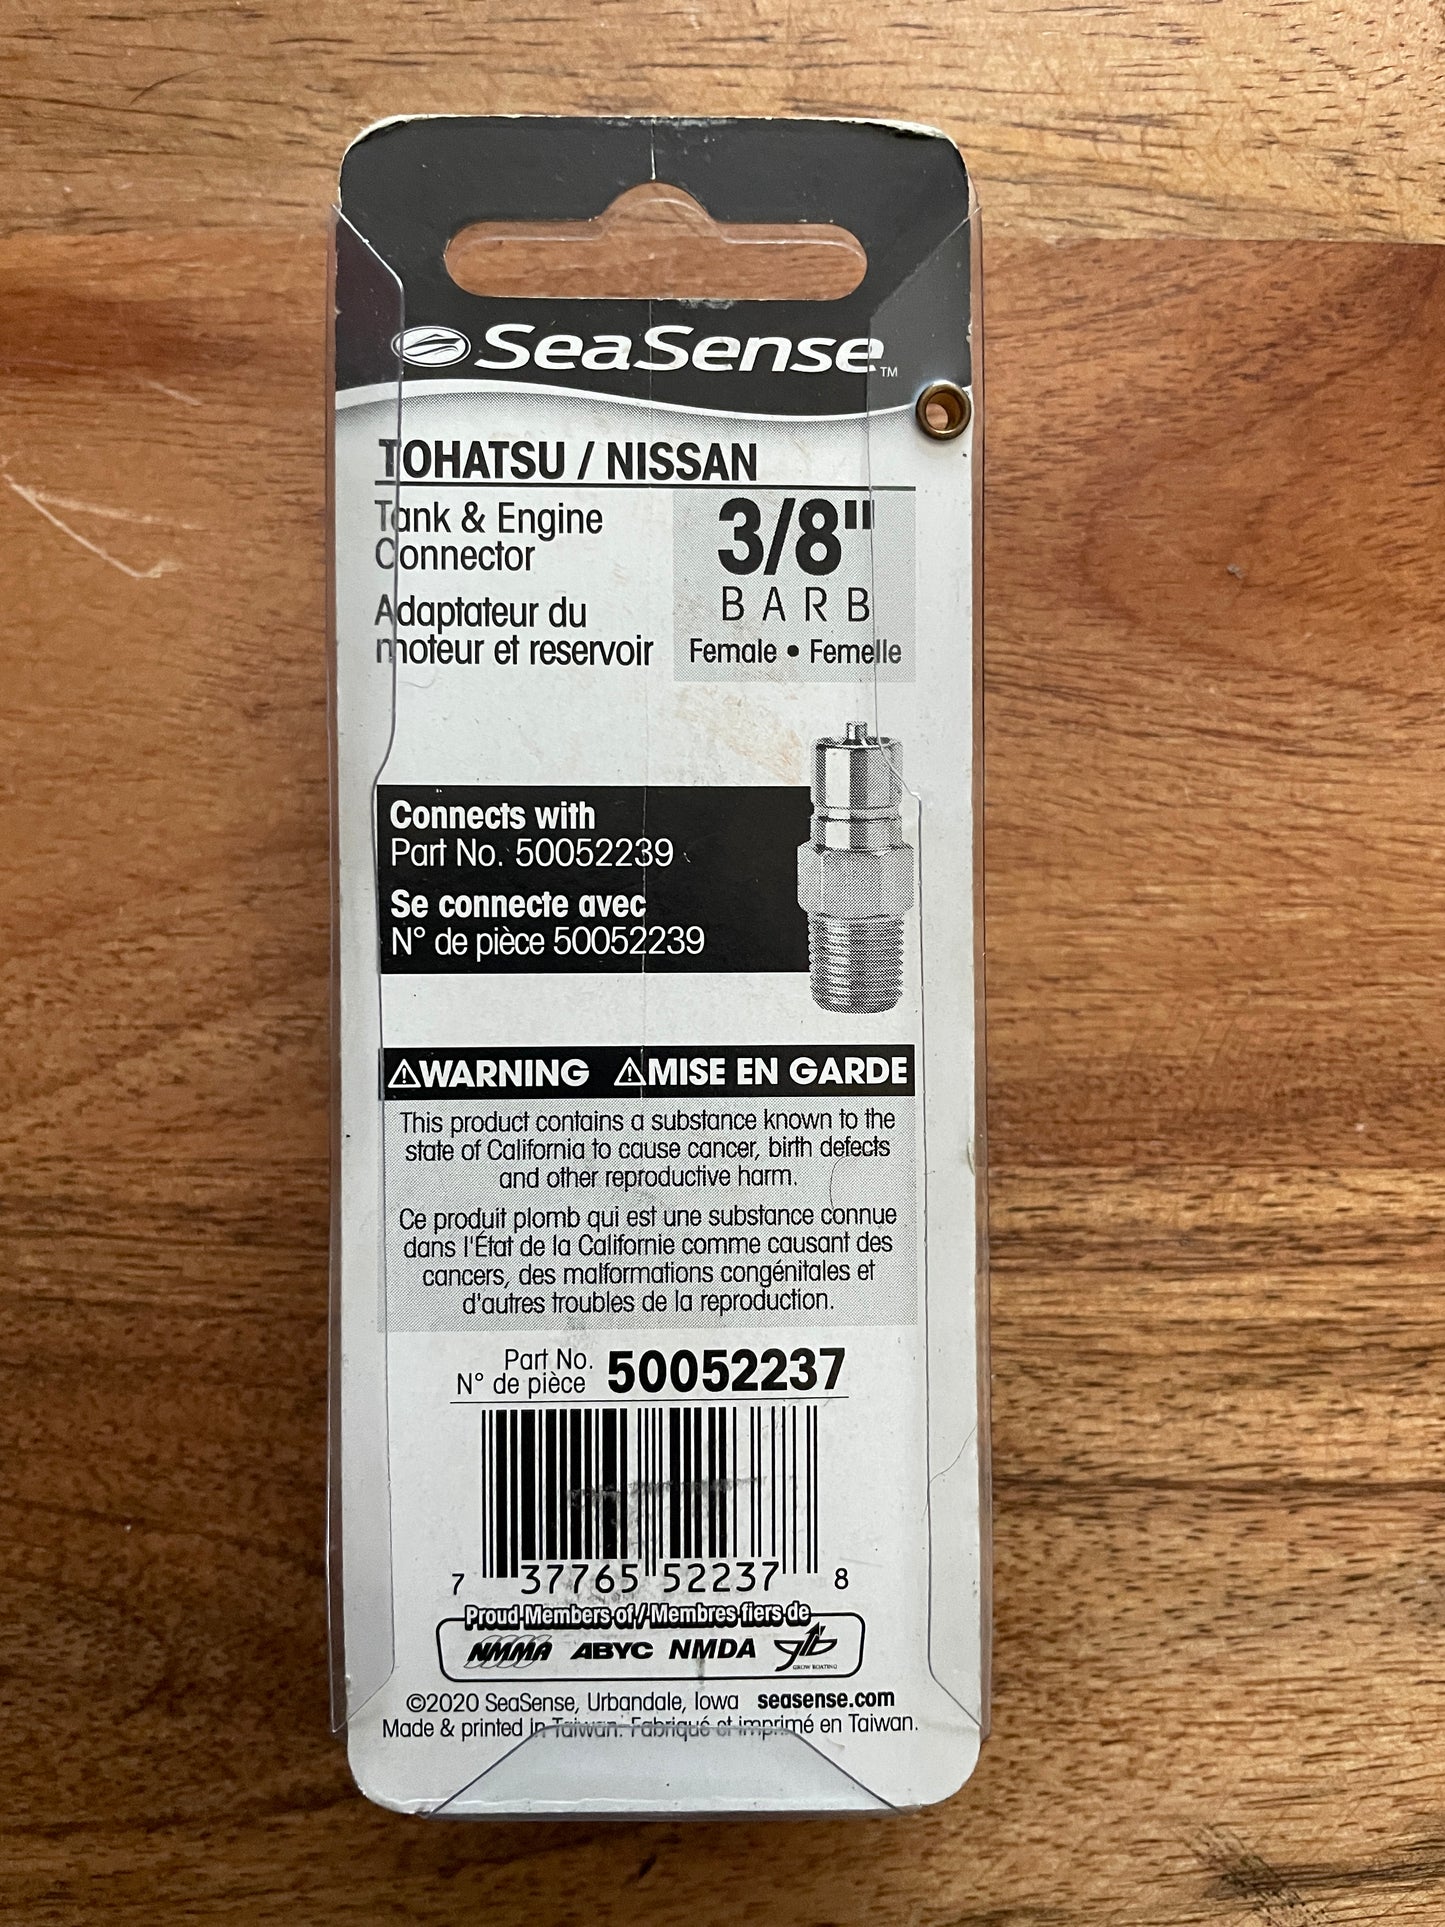 SeaSense™
TOHATSU / NISSAN
Tank & Engine
Connector
Adaptateur du
moteur et reservoir
3/8"
BARB
Female • Femelle
Connects with
Part No. 50052239
Se connecte avec
N° de pièce 50052239
⚠WARNING ⚠MISE EN GARDE
This product contains a substance known to the
state of California to cause cancer, birth defects
and other reproductive harm.
Ce produit plomb qui est une substance connue
dans l'État de la Californie comme causant des
cancers, des malformations congénitales et
d'autres troubles de la reproduction.
Part No.
N° de pièce
50052237
7 37765 52237 8
Proud Members of / Membres fiers de
NMMA ABYC NMDA glb
GROW BOATING
©2020 SeaSense, Urbandale, Iowa seasense.com
Made & printed in Taiwan. Fabriqué et imprimé en Taiwan.